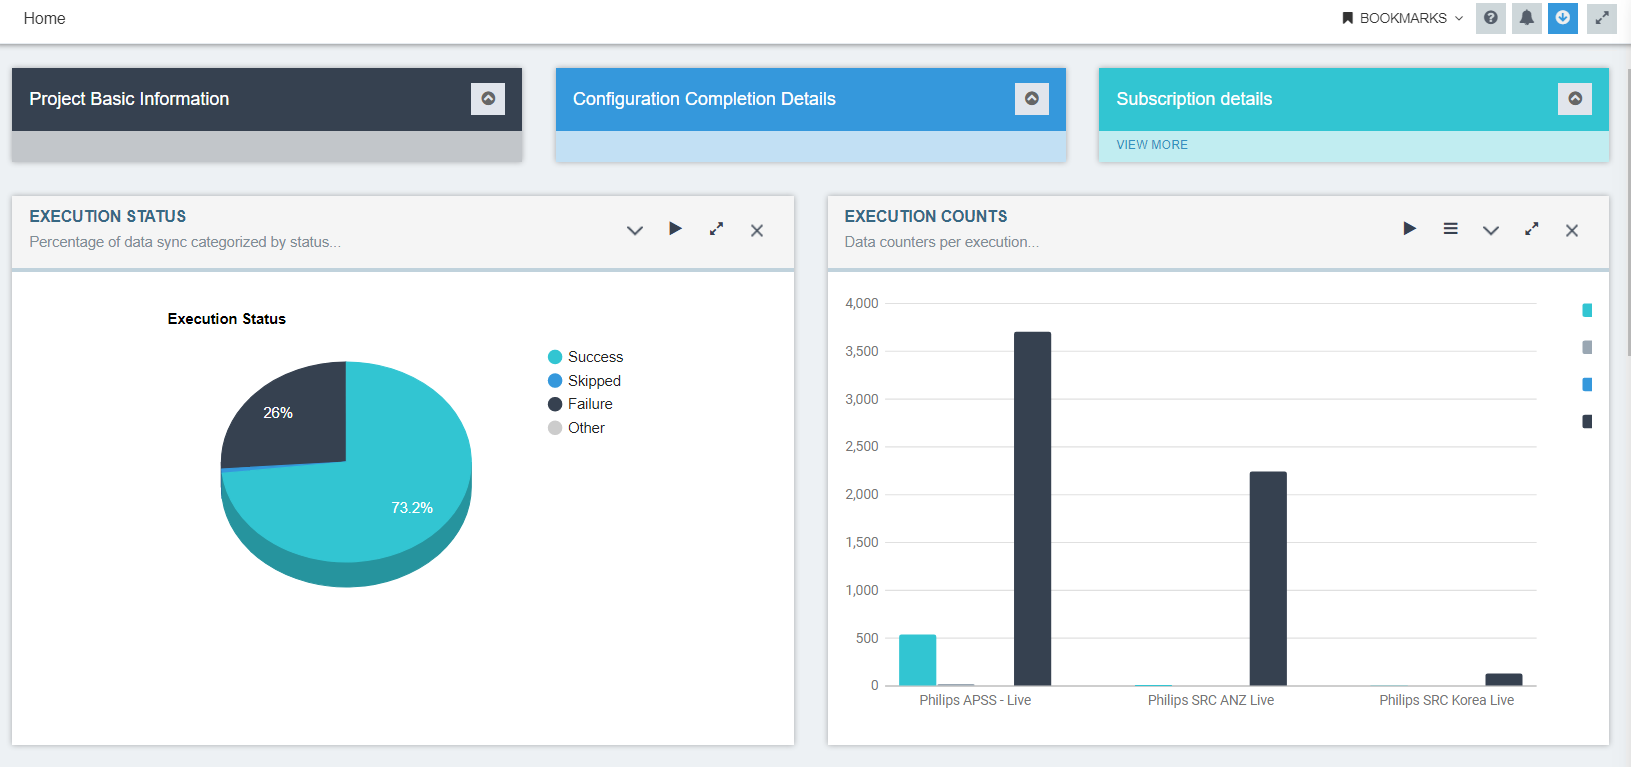 Home
BOOKMARKS
Project Basic Information
Configuration Completion Details
Subscription details
VIEW MORE
EXECUTION STATUS
Percentage of data sync categorized by status...
Execution Status
Success
Skipped
Failure
Other
26%
73.2%
EXECUTION COUNTS
Data counters per execution...
4,000
3,500
3,000
2,500
2,000
1,500
1,000
500
0
Philips APSS - Live
Philips SRC ANZ Live
Philips SRC Korea Live